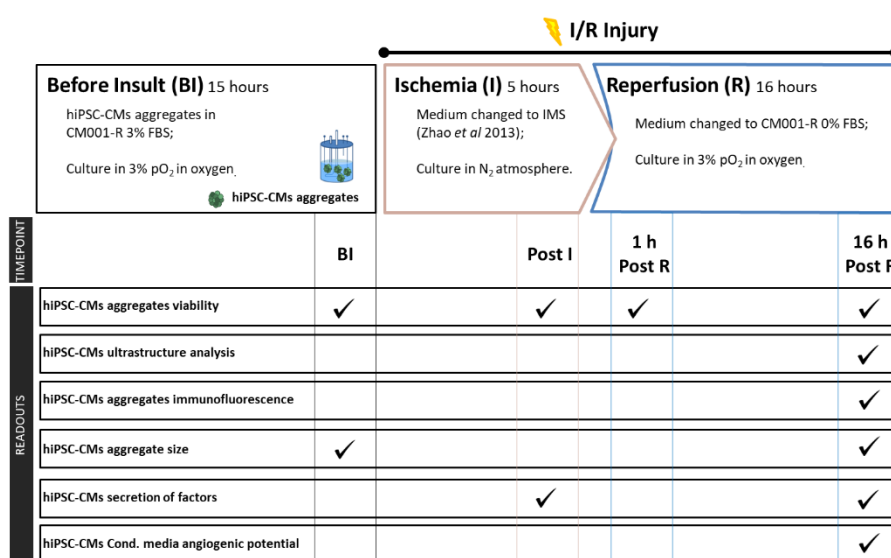 I/R Injury
Before Insult (BI) 15 hours
hiPSC-CMs aggregates in
CM001-R 3% FBS;
Culture in 3% pO₂ in oxygen.
hiPSC-CMs aggregates
Ischemia (I) 5 hours
Medium changed to IMS
(Zhao et al 2013);
Culture in N₂ atmosphere.
Reperfusion (R) 16 hours
Medium changed to CM001-R 0% FBS;
Culture in 3% pO₂ in oxygen.
TIMEPOINT
BI
Post I
1 h
Post R
16 h
Post R
READOUTS
hiPSC-CMs aggregates viability
hiPSC-CMs ultrastructure analysis
hiPSC-CMs aggregates immunofluorescence
hiPSC-CMs aggregate size
hiPSC-CMs secretion of factors
hiPSC-CMs Cond. media angiogenic potential